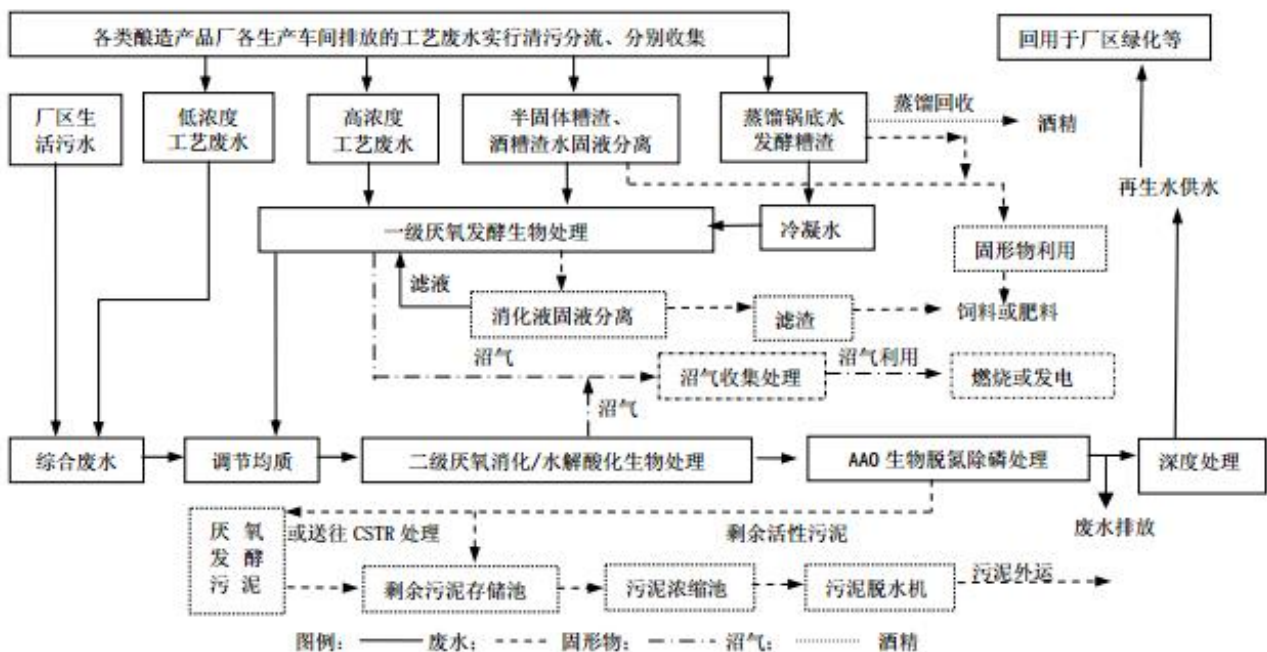 各类酿造产品厂各生产车间排放的工艺废水实行清污分流、分别收集
回用于厂区绿化等
厂区生
活污水
低浓度
工艺废水
高浓度
工艺废水
半固体糟渣、
酒糟渣水固液分离
蒸馏锅底水
发酵糟渣
蒸馏回收
酒精
再生水供水
一级厌氧发酵生物处理
冷凝水
固形物利用
滤液
消化液固液分离
滤渣
饲料或肥料
沼气
沼气收集处理
沼气利用
燃烧或发电
沼气
综合废水
调节均质
二级厌氧消化/水解酸化生物处理
AAO 生物脱氮除磷处理
深度处理
废水排放
厌 氧
发 酵
污 泥
或送往 CSTR 处理
剩余活性污泥
剩余污泥存储池
污泥浓缩池
污泥脱水机
污泥外运
图例： 废水； 固形物； 沼气； 酒精